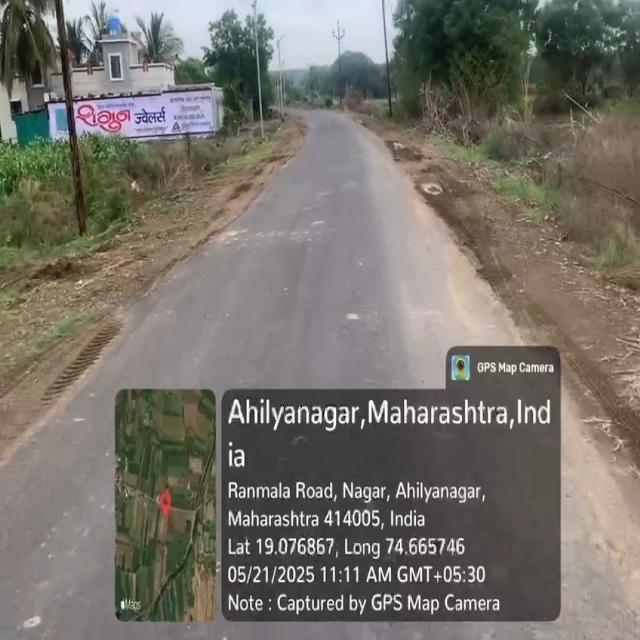 शगुन ज्वेलर्स
GPS Map Camera
Ahilyanagar,Maharashtra,Ind
ia
Ranmala Road, Nagar, Ahilyanagar,
Maharashtra 414005, India
Lat 19.076867, Long 74.665746
05/21/2025 11:11 AM GMT+05:30
Note : Captured by GPS Map Camera
Maps